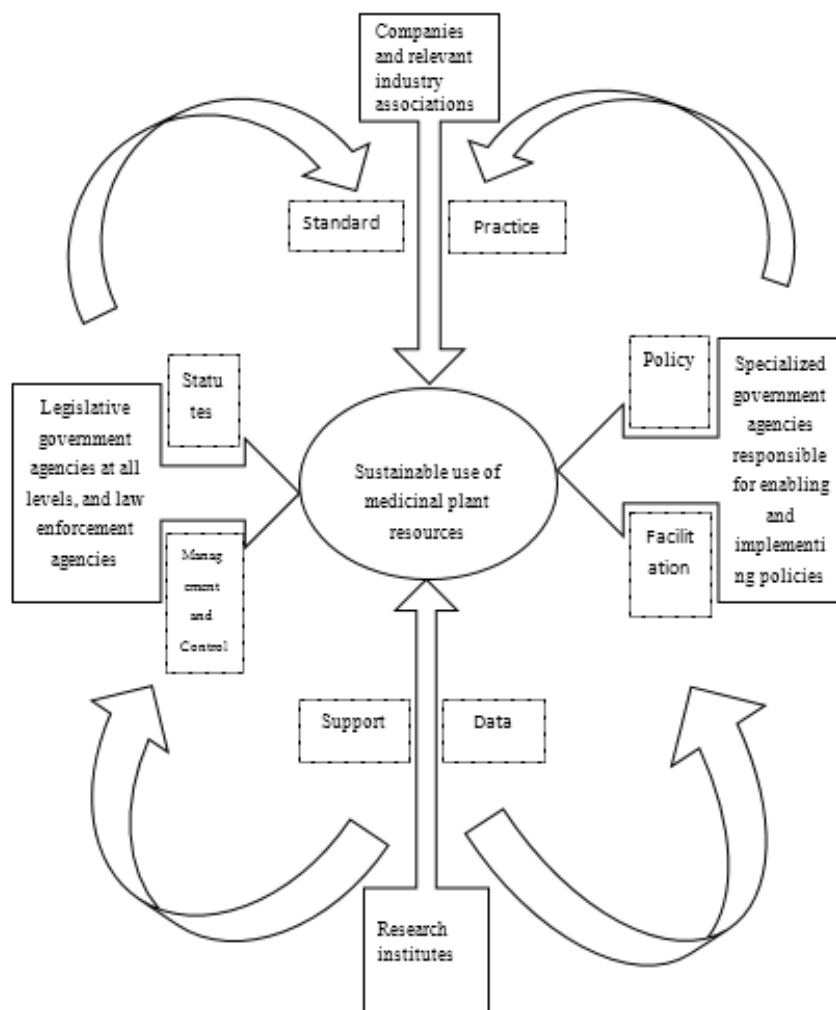 Companies
and relevant
industry
associations
Standard
Practice
Statu
tes
Policy
Legislative
government
agencies at all
levels, and law
enforcement
agencies
Sustainable use of
medicinal plant
resources
Specialized
government
agencies
responsible
for enabling
and
implementi
ng policies
Manag
ement
and
Control
Facilit
ation
Support
Data
Research
institutes